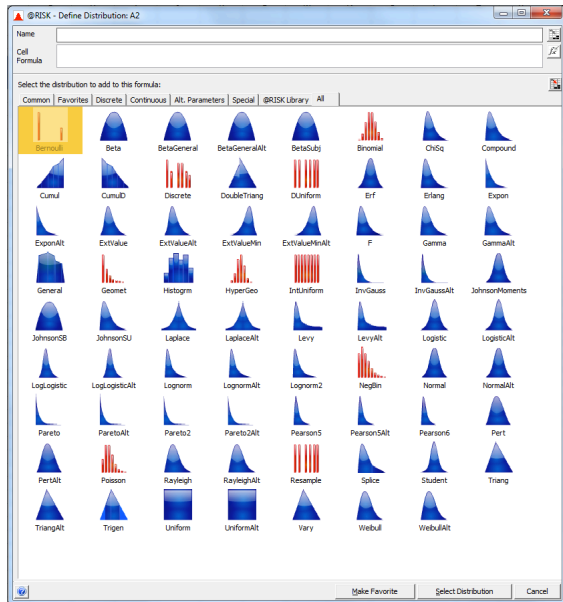 @RISK - Define Distribution: A2
Name
Cell
Formula
Select the distribution to add to this formula:
Common Favorites Discrete Continuous Alt. Parameters Special @RISK Library All
Bernoulli Beta BetaGeneral BetaGeneralAlt BetaSubj Binomial ChiSq Compound
Cumul CumulD Discrete DoubleTriang DUniform Erf Erlang Expon
ExponAlt ExtValue ExtValueAlt ExtValueMin ExtValueMinAlt F Gamma GammaAlt
General Geomet Histogrm HyperGeo IntUniform InvGauss InvGaussAlt JohnsonMoments
JohnsonSB JohnsonSU Laplace LaplaceAlt Levy LevyAlt Logistic LogisticAlt
LogLogistic LogLogisticAlt Lognorm LognormAlt Lognorm2 NegBin Normal NormalAlt
Pareto ParetoAlt Pareto2 Pareto2Alt Pearson5 Pearson5Alt Pearson6 Pert
PertAlt Poisson Rayleigh RayleighAlt Resample Splice Student Triang
TriangAlt Trigen Uniform UniformAlt Vary Weibull WeibullAlt
Make Favorite Select Distribution Cancel